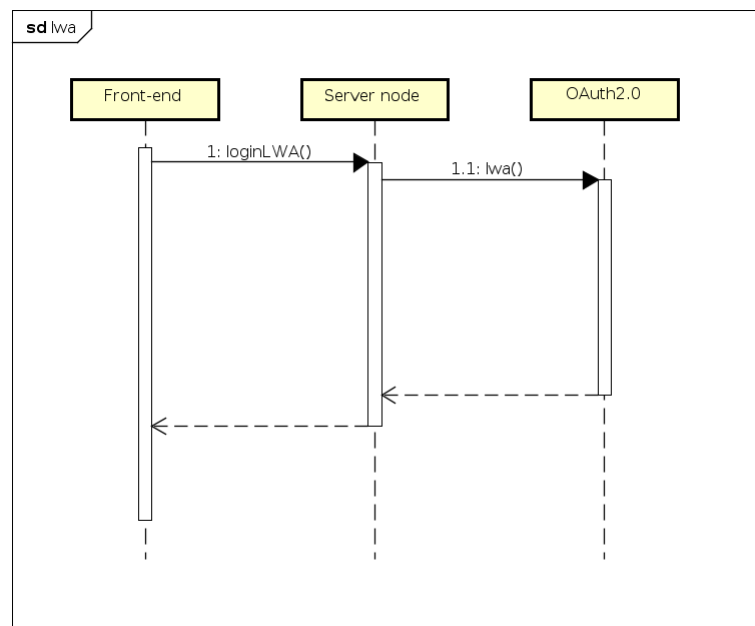 sd lwa
Front-end
Server node
OAuth2.0
1: loginLWA()
1.1: lwa()